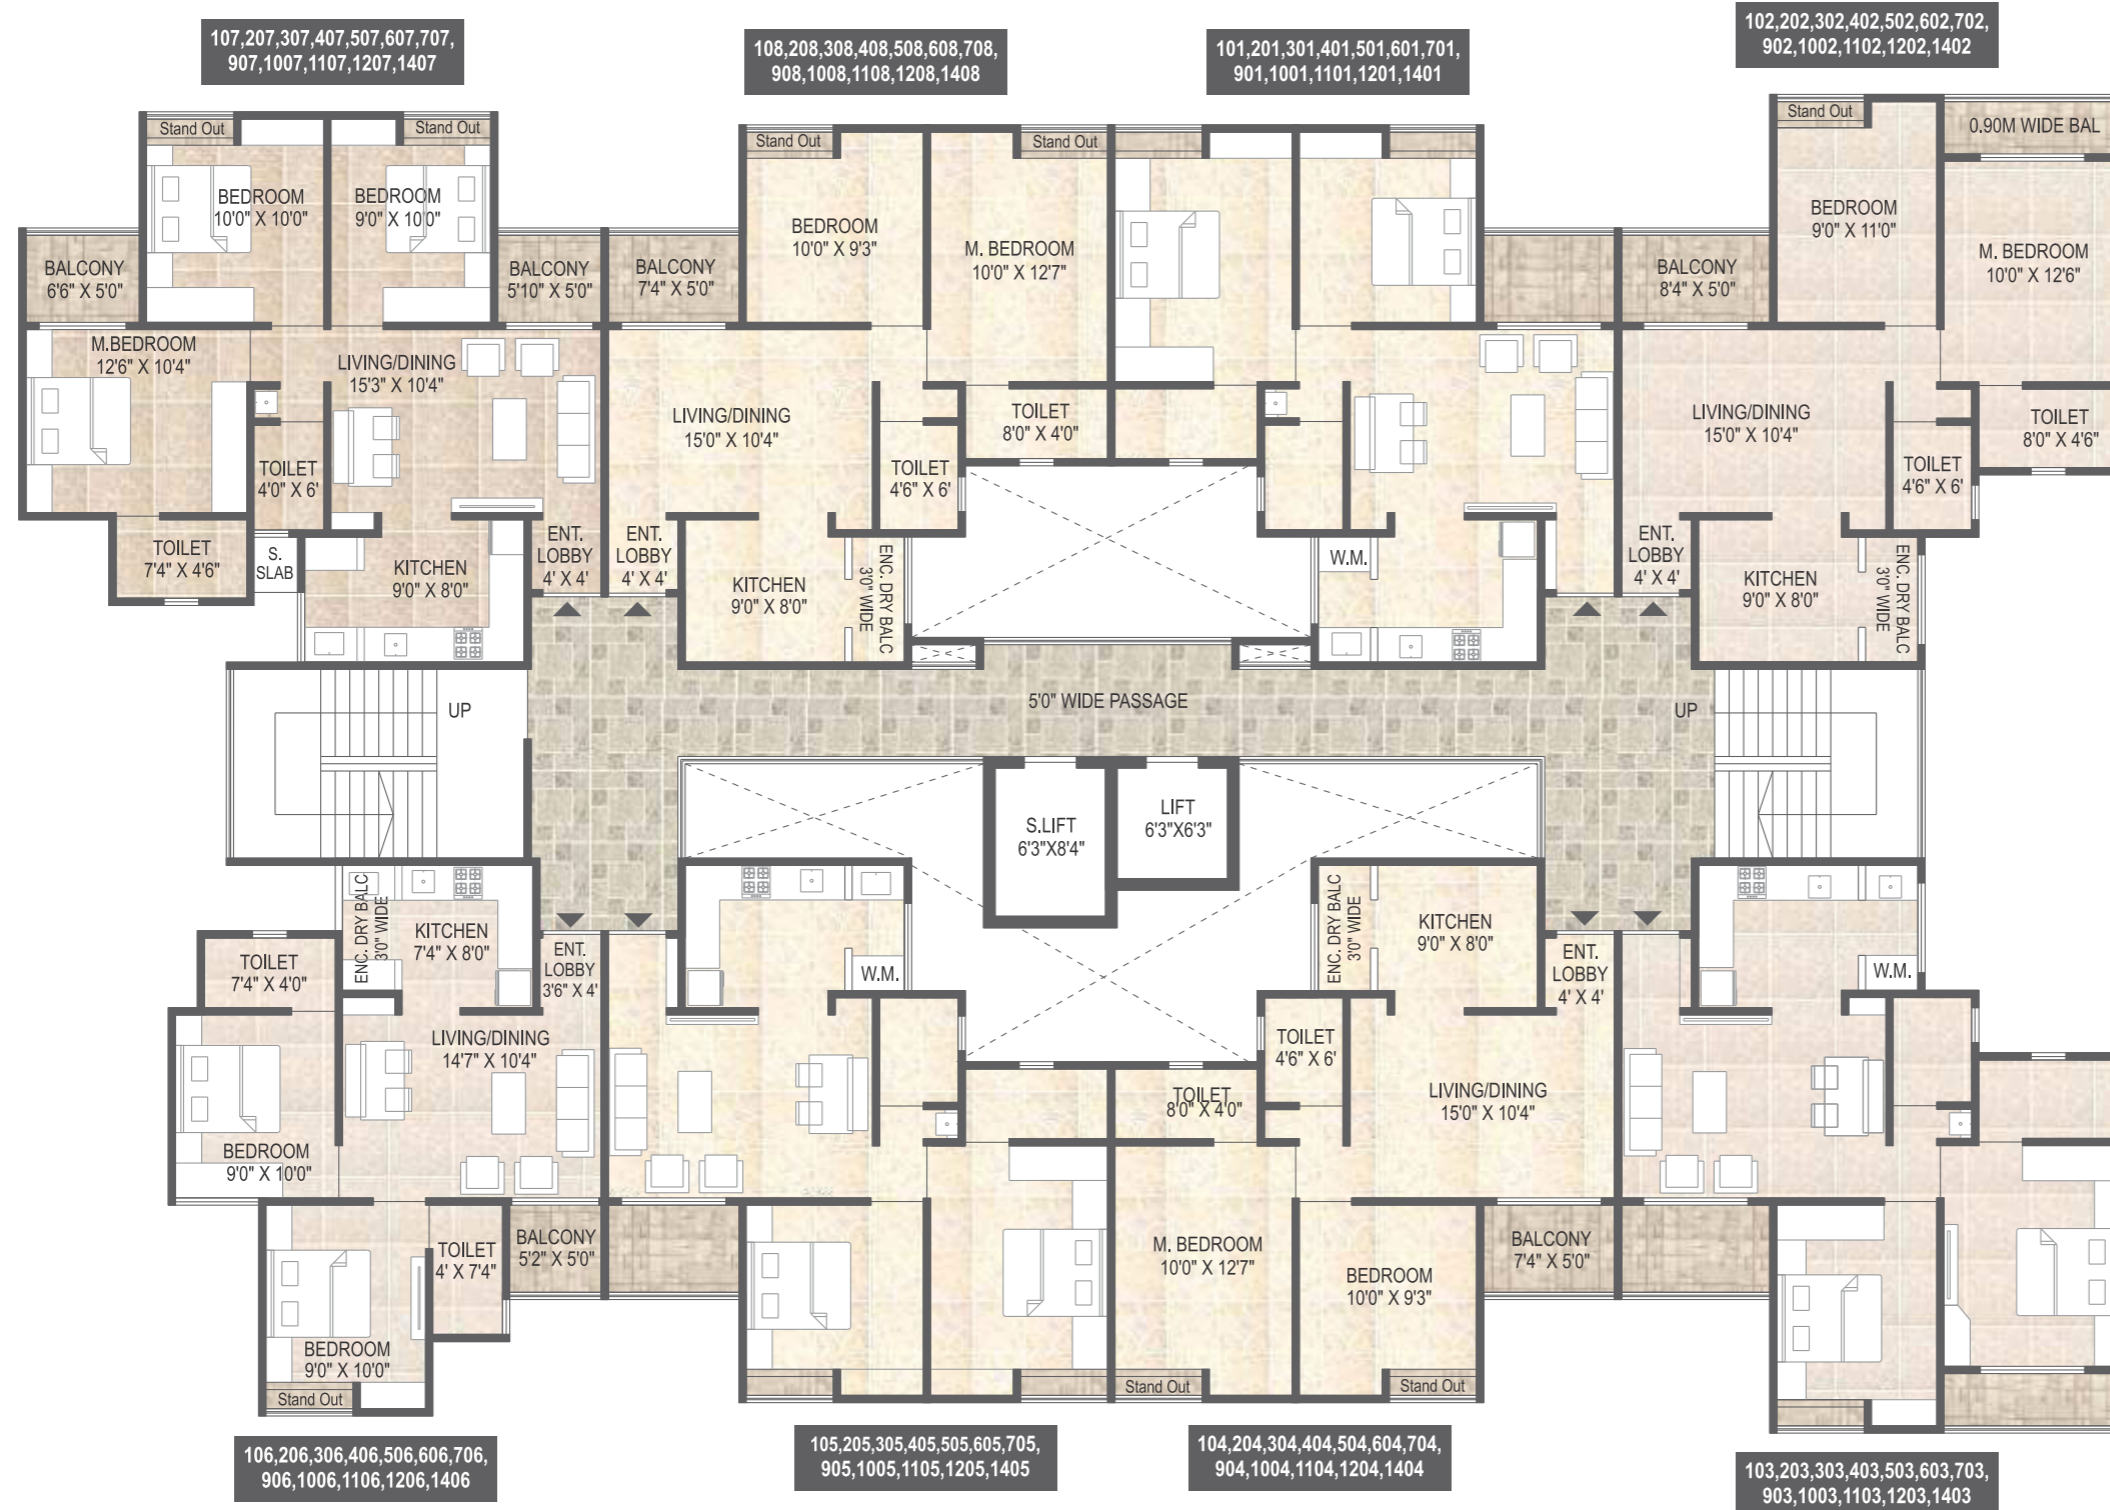 107,207,307,407,507,607,707,
907,1007,1107,1207,1407
108,208,308,408,508,608,708,
908,1008,1108,1208,1408
101,201,301,401,501,601,701,
901,1001,1101,1201,1401
102,202,302,402,502,602,702,
902,1002,1102,1202,1402
Stand Out
Stand Out
BEDROOM
10'0" X 10'0"
BEDROOM
9'0" X 10'0"
BALCONY
6'6" X 5'0"
BALCONY
5'10" X 5'0"
M.BEDROOM
12'6" X 10'4"
LIVING/DINING
15'3" X 10'4"
TOILET
4'0" X 6'
TOILET
7'4" X 4'6"
S.
SLAB
KITCHEN
9'0" X 8'0"
ENT.
LOBBY
4' X 4'
Stand Out
Stand Out
BALCONY
7'4" X 5'0"
BEDROOM
10'0" X 9'3"
M. BEDROOM
10'0" X 12'7"
LIVING/DINING
15'0" X 10'4"
TOILET
8'0" X 4'0"
TOILET
4'6" X 6'
ENT.
LOBBY
4' X 4'
KITCHEN
9'0" X 8'0"
ENC. DRY BALC
3'0" WIDE
W.M.
Stand Out
0.90M WIDE BAL
BEDROOM
9'0" X 11'0"
M. BEDROOM
10'0" X 12'6"
BALCONY
8'4" X 5'0"
LIVING/DINING
15'0" X 10'4"
TOILET
8'0" X 4'6"
TOILET
4'6" X 6'
ENT.
LOBBY
4' X 4'
KITCHEN
9'0" X 8'0"
ENC. DRY BALC
3'0" WIDE
UP
5'0" WIDE PASSAGE
UP
S.LIFT
6'3"X8'4"
LIFT
6'3"X6'3"
ENC. DRY BALC
3'0" WIDE
KITCHEN
7'4" X 8'0"
TOILET
7'4" X 4'0"
ENT.
LOBBY
3'6" X 4'
LIVING/DINING
14'7" X 10'4"
BEDROOM
9'0" X 10'0"
TOILET
4' X 7'4"
BALCONY
5'2" X 5'0"
BEDROOM
9'0" X 10'0"
Stand Out
W.M.
ENC. DRY BALC
3'0" WIDE
KITCHEN
9'0" X 8'0"
ENT.
LOBBY
4' X 4'
TOILET
4'6" X 6'
TOILET
8'0" X 4'0"
LIVING/DINING
15'0" X 10'4"
M. BEDROOM
10'0" X 12'7"
BEDROOM
10'0" X 9'3"
BALCONY
7'4" X 5'0"
Stand Out
Stand Out
W.M.
106,206,306,406,506,606,706,
906,1006,1106,1206,1406
105,205,305,405,505,605,705,
905,1005,1105,1205,1405
104,204,304,404,504,604,704,
904,1004,1104,1204,1404
103,203,303,403,503,603,703,
903,1003,1103,1203,1403